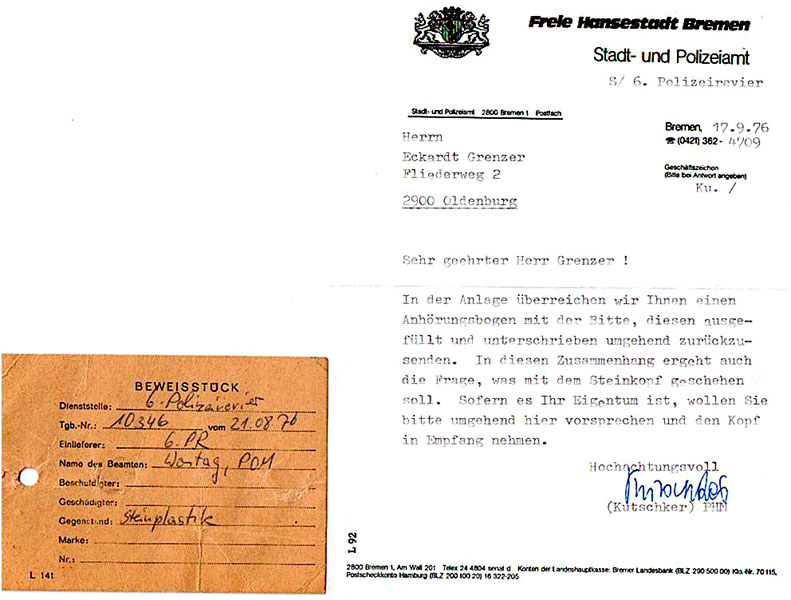 Freie Hansestadt Bremen
Stadt- und Polizeiamt
S/ 6. Polizeirevier
Stadt- und Polizeiamt 2800 Bremen 1 Postfach
Bremen, 17.9.76
☎ (0421) 362- 4709
Geschäftszeichen
(Bitte bei Antwort angeben)
Ku. /
Herrn
Eckardt Grenzer
Fliederweg 2
2900 Oldenburg
Sehr geehrter Herr Grenzer !
In der Anlage überreichen wir Ihnen einen
Anhörungsbogen mit der Bitte, diesen ausge-
füllt und unterschrieben umgehend zurückzu-
senden. In diesen Zusammenhang ergeht auch
die Frage, was mit dem Steinkopf geschehen
soll. Sofern es Ihr Eigentum ist, wollen Sie
bitte umgehend hier vorsprechen und den Kopf
in Empfang nehmen.
Hochachtungsvoll
(Kutschker) PHM
L 92
2800 Bremen 1, Am Wall 201 Telex 24 4804 senat d Konten der Landeshauptkasse: Bremer Landesbank (BLZ 290 500 00) Kto.-Nr. 70 115,
Postscheckkonto Hamburg (BLZ 200 100 20) 16 322-205
BEWEISSTÜCK
Dienststelle: 6. Polizeirevier
Tgb.-Nr.: 10346 vom 21.08.76
Einlieferer: 6. PR
Name des Beamten: Wostag, POM
Beschuldigter:
Geschädigter:
Gegenstand: Steinplastik
Marke:
Nr.:
L 141